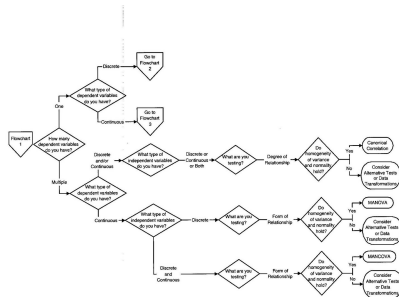 Flowchart
1
How many
dependent variables
do you have?
One
Multiple
What type of
dependent variables
do you have?
Discrete
Go to
Flowchart
2
Continuous
Go to
Flowchart
3
What type of
dependent variables
do you have?
Discrete
and/or
Continuous
What type of
independent variables
do you have?
Discrete or
Continuous
or Both
What are you
testing?
Degree of
Relationship
Do
homogeneity
of variance
and normality
hold?
Yes
Canonical
Correlation
No
Consider
Alternative Tests
or Data
Transformations
Continuous
What type of
independent variables
do you have?
Discrete
What are you
testing?
Form of
Relationship
Do
homogeneity
of variance
and normality
hold?
Yes
MANOVA
No
Consider
Alternative Tests
or Data
Transformations
Discrete
and
Continuous
What are you
testing?
Form of
Relationship
Do
homogeneity
of variance
and normality
hold?
Yes
MANCOVA
No
Consider
Alternative Tests
or Data
Transformations